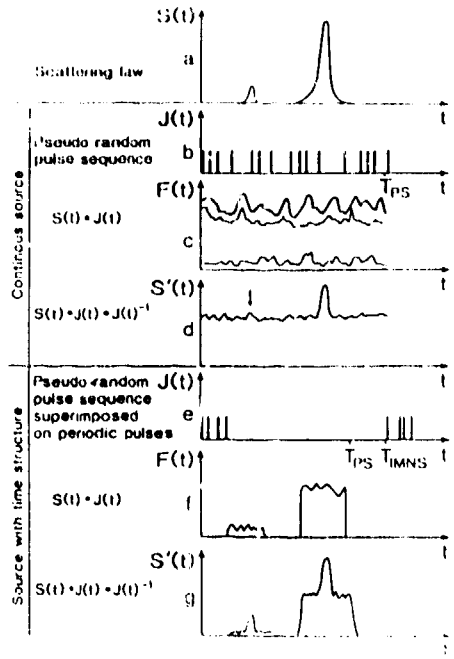 S(t)
a
Scattering law
t
J(t)
Pseudo random
pulse sequence
b
t
T_PS
F(t)
S(t) * J(t)
c
t
S'(t)
S(t) * J(t) * J(t)^-1
d
t
Continous source
Pseudo-random
pulse sequence
superimposed
on periodic pulses
J(t)
e
t
T_PS
T_IMNS
F(t)
S(t) * J(t)
f
t
S'(t)
S(t) * J(t) * J(t)^-1
g
t
Source with time structure